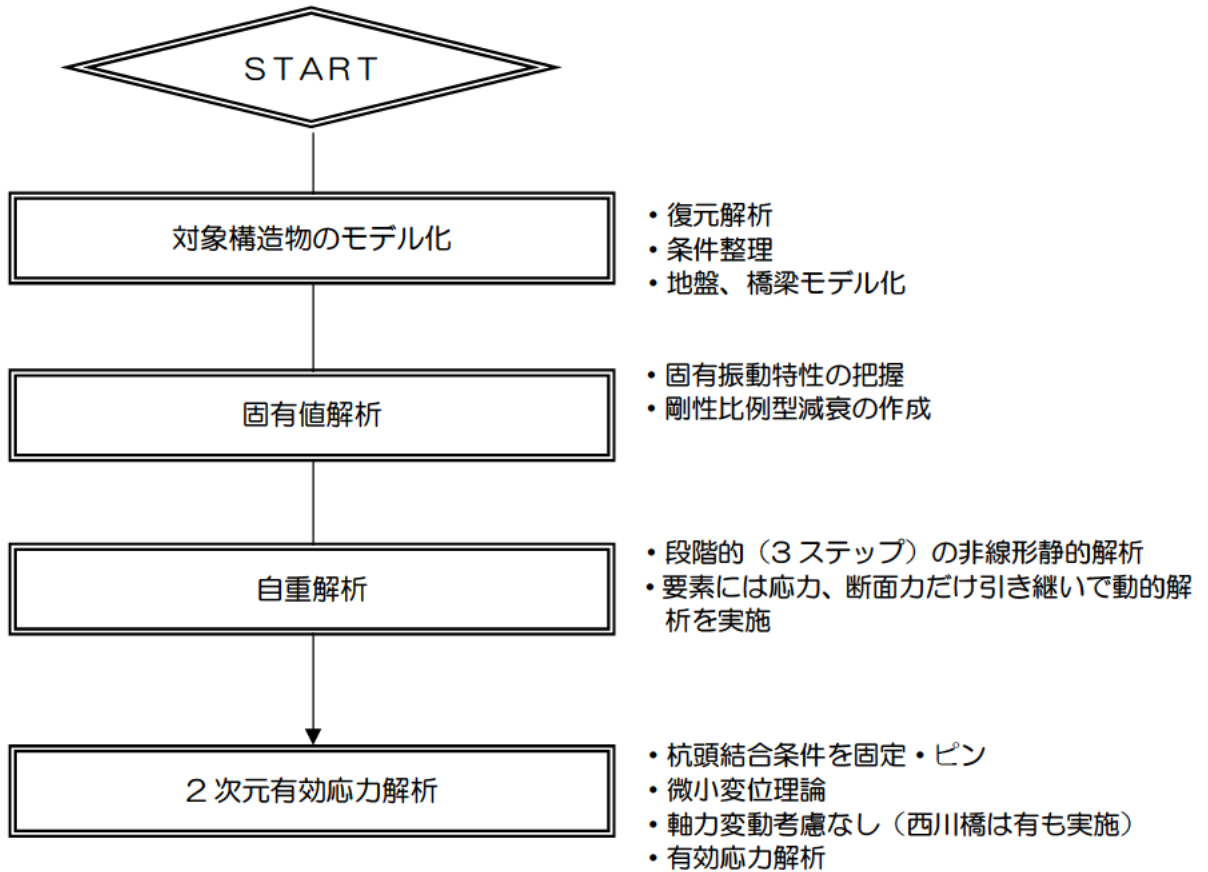 ＳＴＡＲＴ
対象構造物のモデル化
・復元解析
・条件整理
・地盤、橋梁モデル化
固有値解析
・固有振動特性の把握
・剛性比例型減衰の作成
自重解析
・段階的（３ステップ）の非線形静的解析
・要素には応力、断面力だけ引き継いで動的解
析を実施
２次元有効応力解析
・杭頭結合条件を固定・ピン
・微小変位理論
・軸力変動考慮なし（西川橋は有も実施）
・有効応力解析